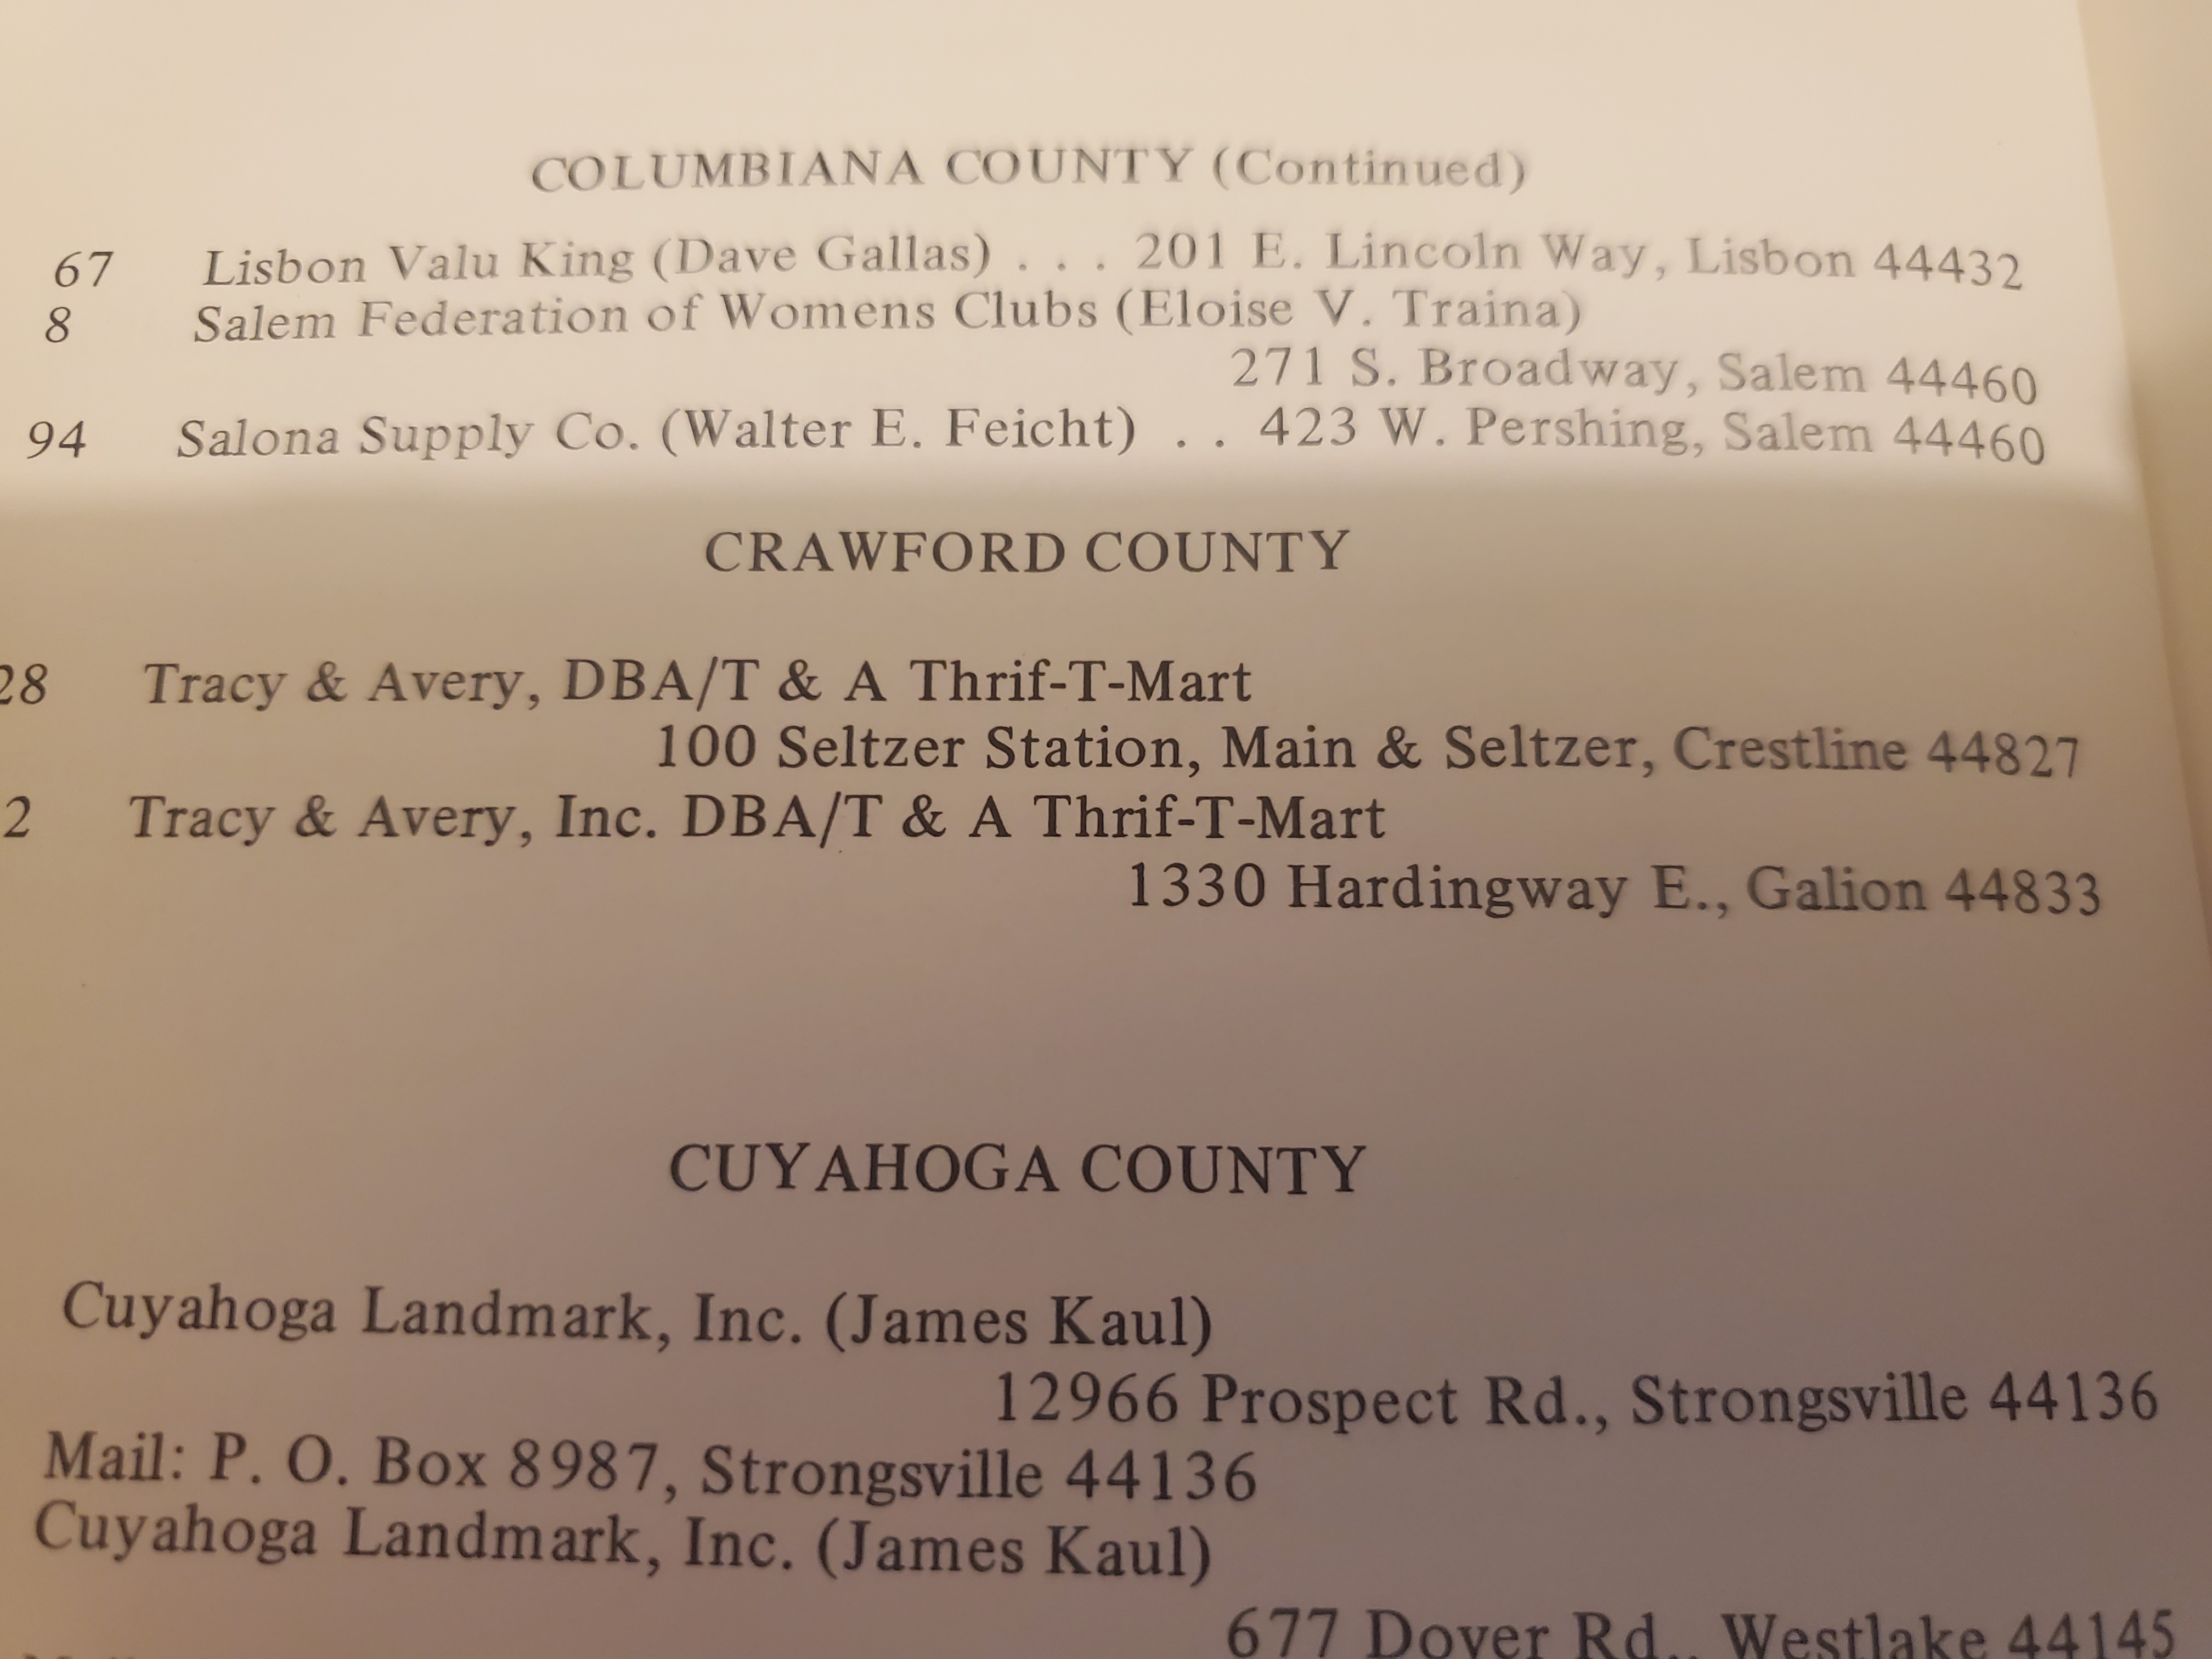 COLUMBIANA COUNTY (Continued)
67 Lisbon Valu King (Dave Gallas) . . . 201 E. Lincoln Way, Lisbon 44432
8 Salem Federation of Womens Clubs (Eloise V. Traina)
271 S. Broadway, Salem 44460
94 Salona Supply Co. (Walter E. Feicht) . . 423 W. Pershing, Salem 44460
CRAWFORD COUNTY
28 Tracy & Avery, DBA/T & A Thrif-T-Mart
100 Seltzer Station, Main & Seltzer, Crestline 44827
2 Tracy & Avery, Inc. DBA/T & A Thrif-T-Mart
1330 Hardingway E., Galion 44833
CUYAHOGA COUNTY
Cuyahoga Landmark, Inc. (James Kaul)
12966 Prospect Rd., Strongsville 44136
Mail: P. O. Box 8987, Strongsville 44136
Cuyahoga Landmark, Inc. (James Kaul)
677 Dover Rd., Westlake 44145